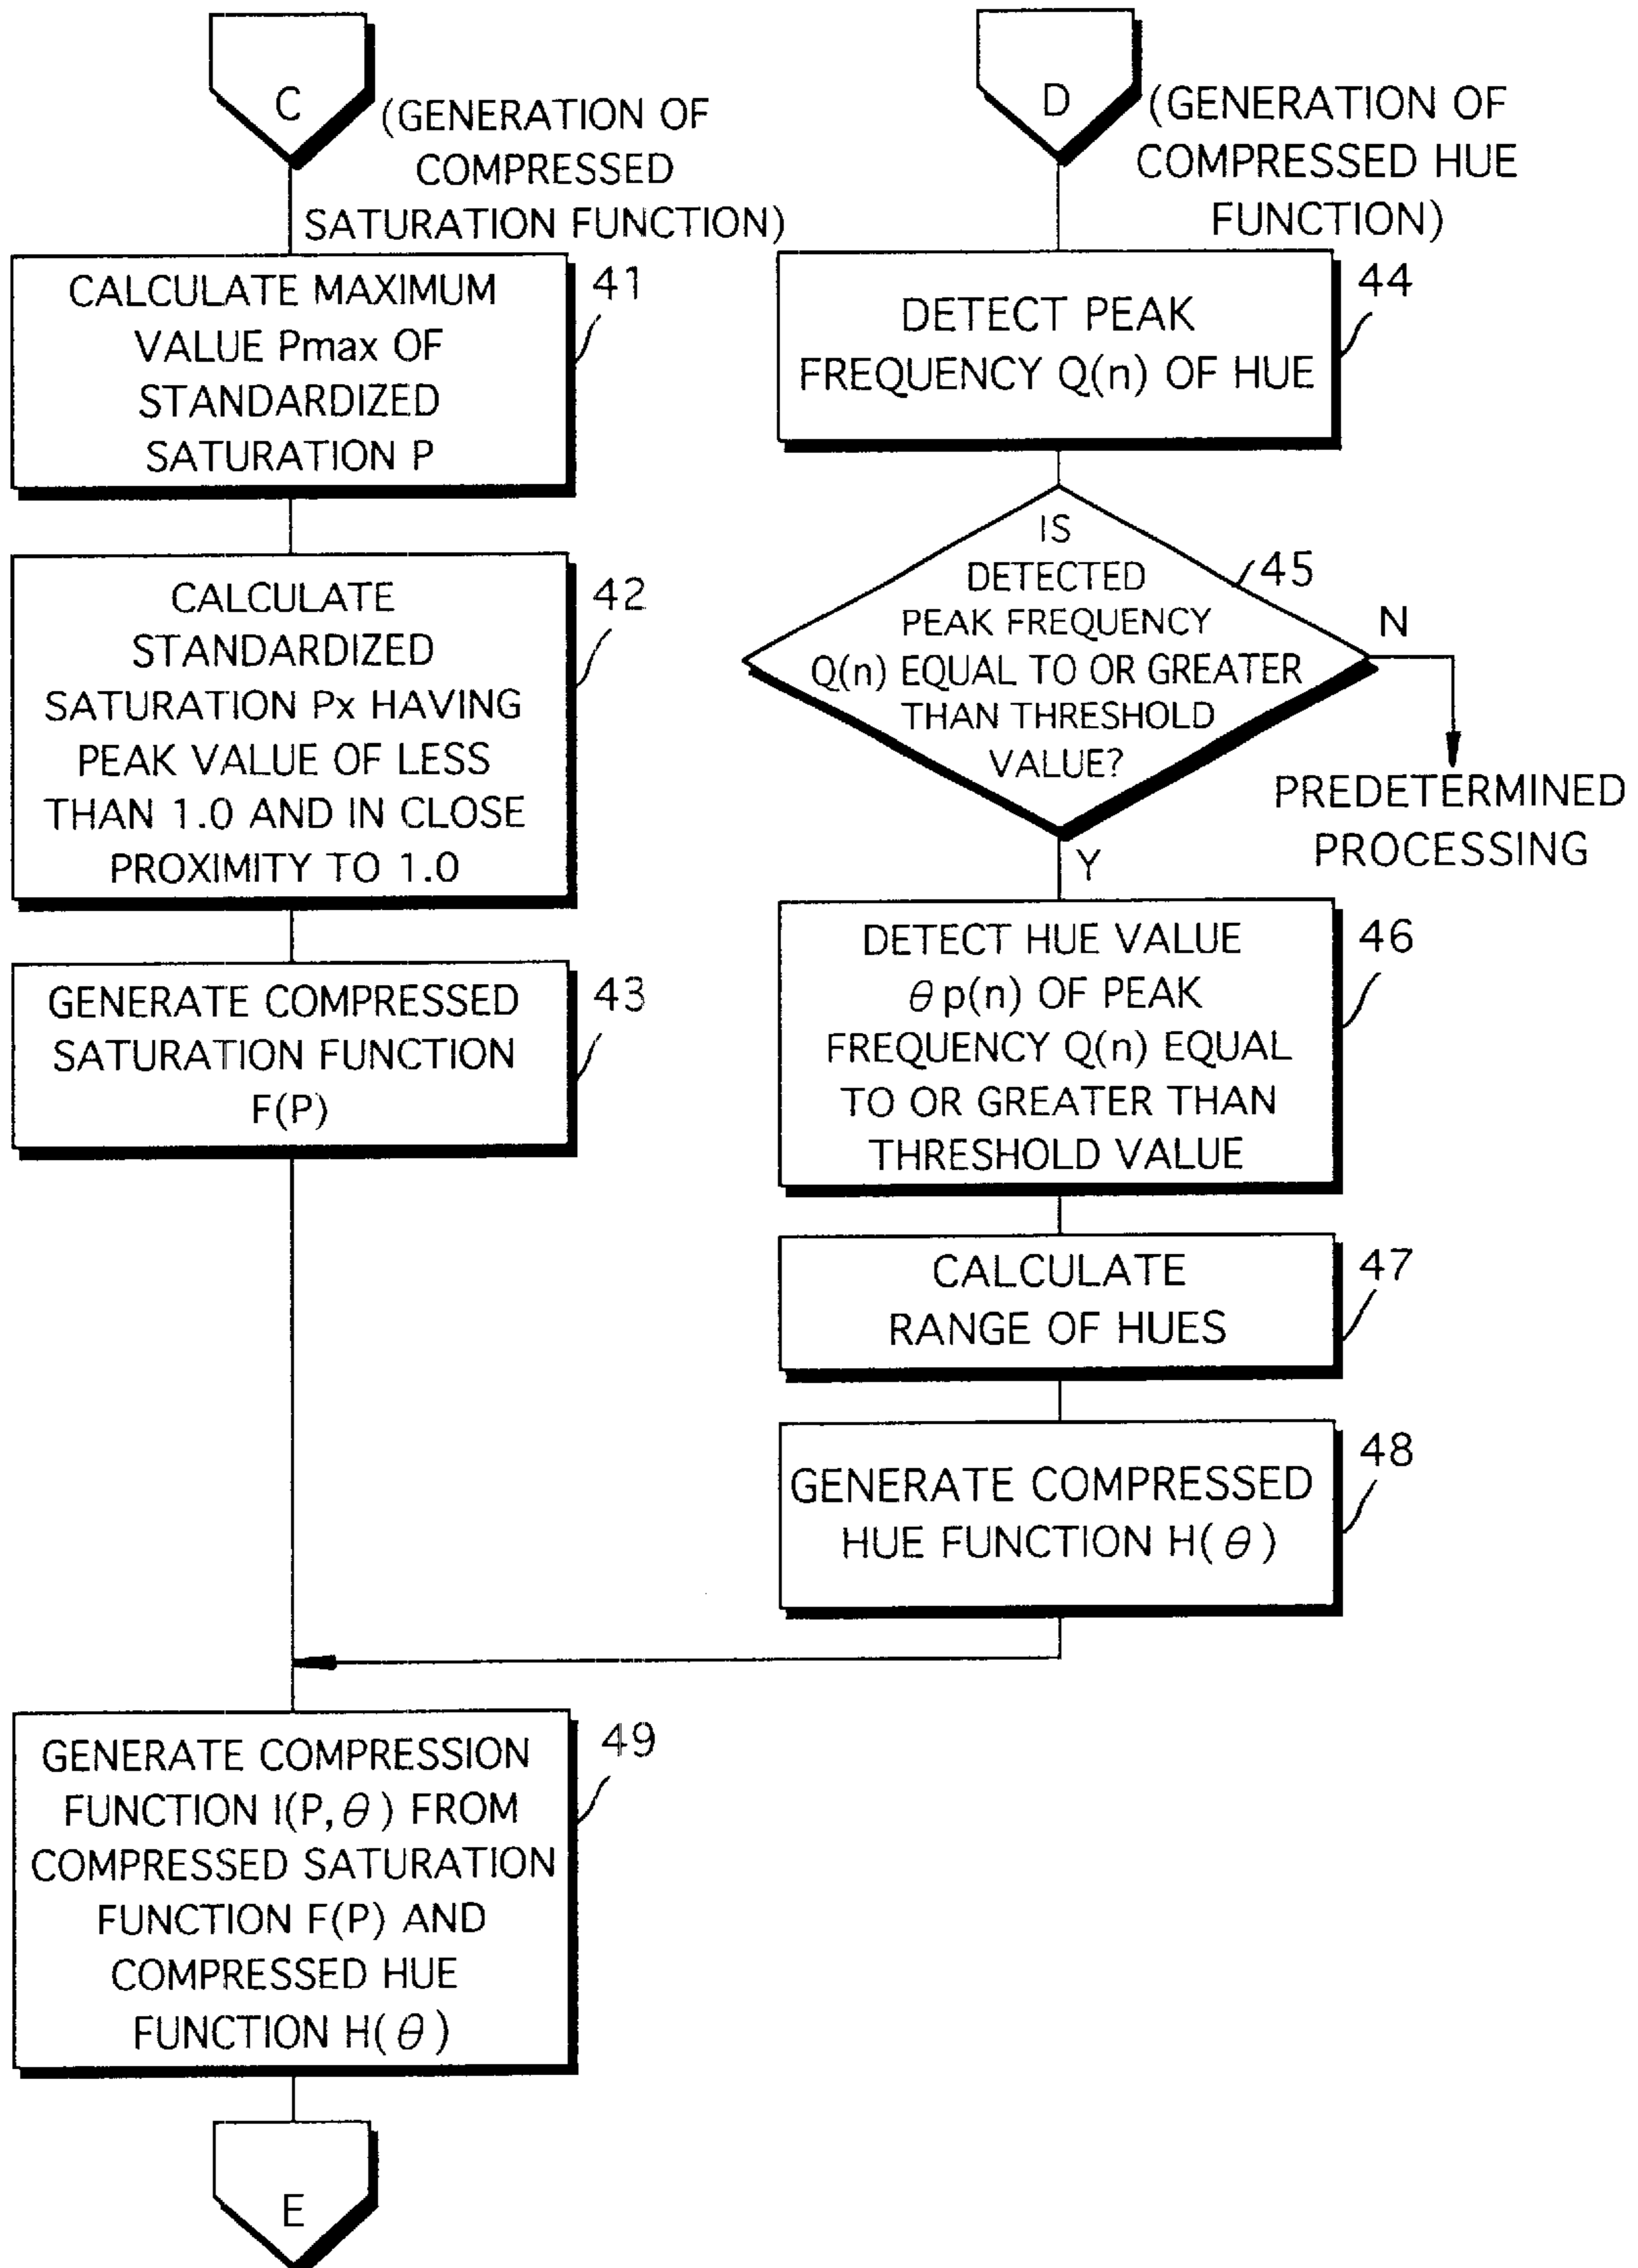 C
(GENERATION OF
COMPRESSED
SATURATION FUNCTION)
41
CALCULATE MAXIMUM
VALUE Pmax OF
STANDARDIZED
SATURATION P
42
CALCULATE
STANDARDIZED
SATURATION Px HAVING
PEAK VALUE OF LESS
THAN 1.0 AND IN CLOSE
PROXIMITY TO 1.0
43
GENERATE COMPRESSED
SATURATION FUNCTION
F(P)
D
(GENERATION OF
COMPRESSED HUE
FUNCTION)
44
DETECT PEAK
FREQUENCY Q(n) OF HUE
45
IS
DETECTED
PEAK FREQUENCY
Q(n) EQUAL TO OR GREATER
THAN THRESHOLD
VALUE?
N
PREDETERMINED
PROCESSING
Y
46
DETECT HUE VALUE
θp(n) OF PEAK
FREQUENCY Q(n) EQUAL
TO OR GREATER THAN
THRESHOLD VALUE
47
CALCULATE
RANGE OF HUES
48
GENERATE COMPRESSED
HUE FUNCTION H(θ)
49
GENERATE COMPRESSION
FUNCTION I(P,θ) FROM
COMPRESSED SATURATION
FUNCTION F(P) AND
COMPRESSED HUE
FUNCTION H(θ)
E